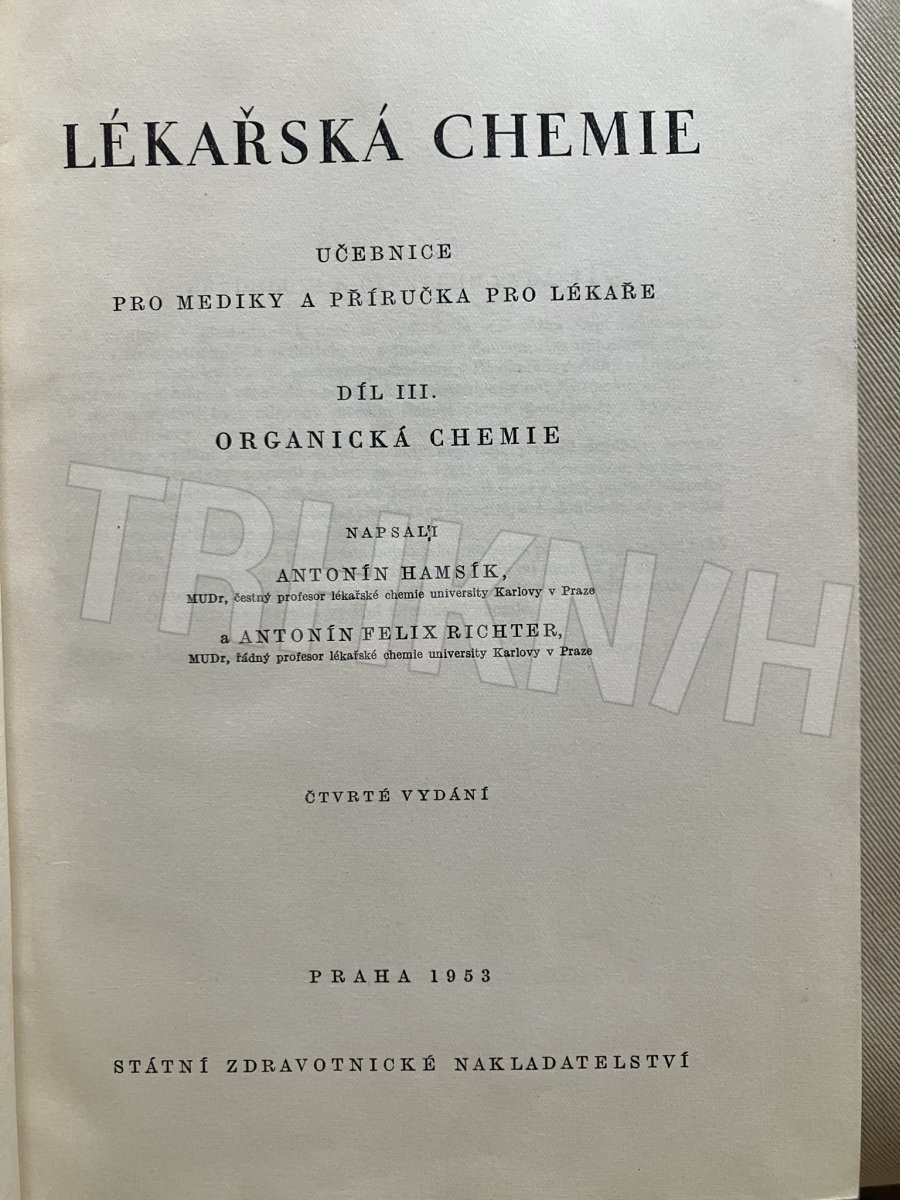 LÉKAŘSKÁ CHEMIE
UČEBNICE
PRO MEDIKY A PŘÍRUČKA PRO LÉKAŘE
DÍL III.
ORGANICKÁ CHEMIE
NAPSALI
ANTONÍN HAMSÍK,
MUDr, čestný profesor lékařské chemie university Karlovy v Praze
a ANTONÍN FELIX RICHTER,
MUDr, řádný profesor lékařské chemie university Karlovy v Praze
ČTVRTÉ VYDÁNÍ
PRAHA 1953
STÁTNÍ ZDRAVOTNICKÉ NAKLADATELSTVÍ